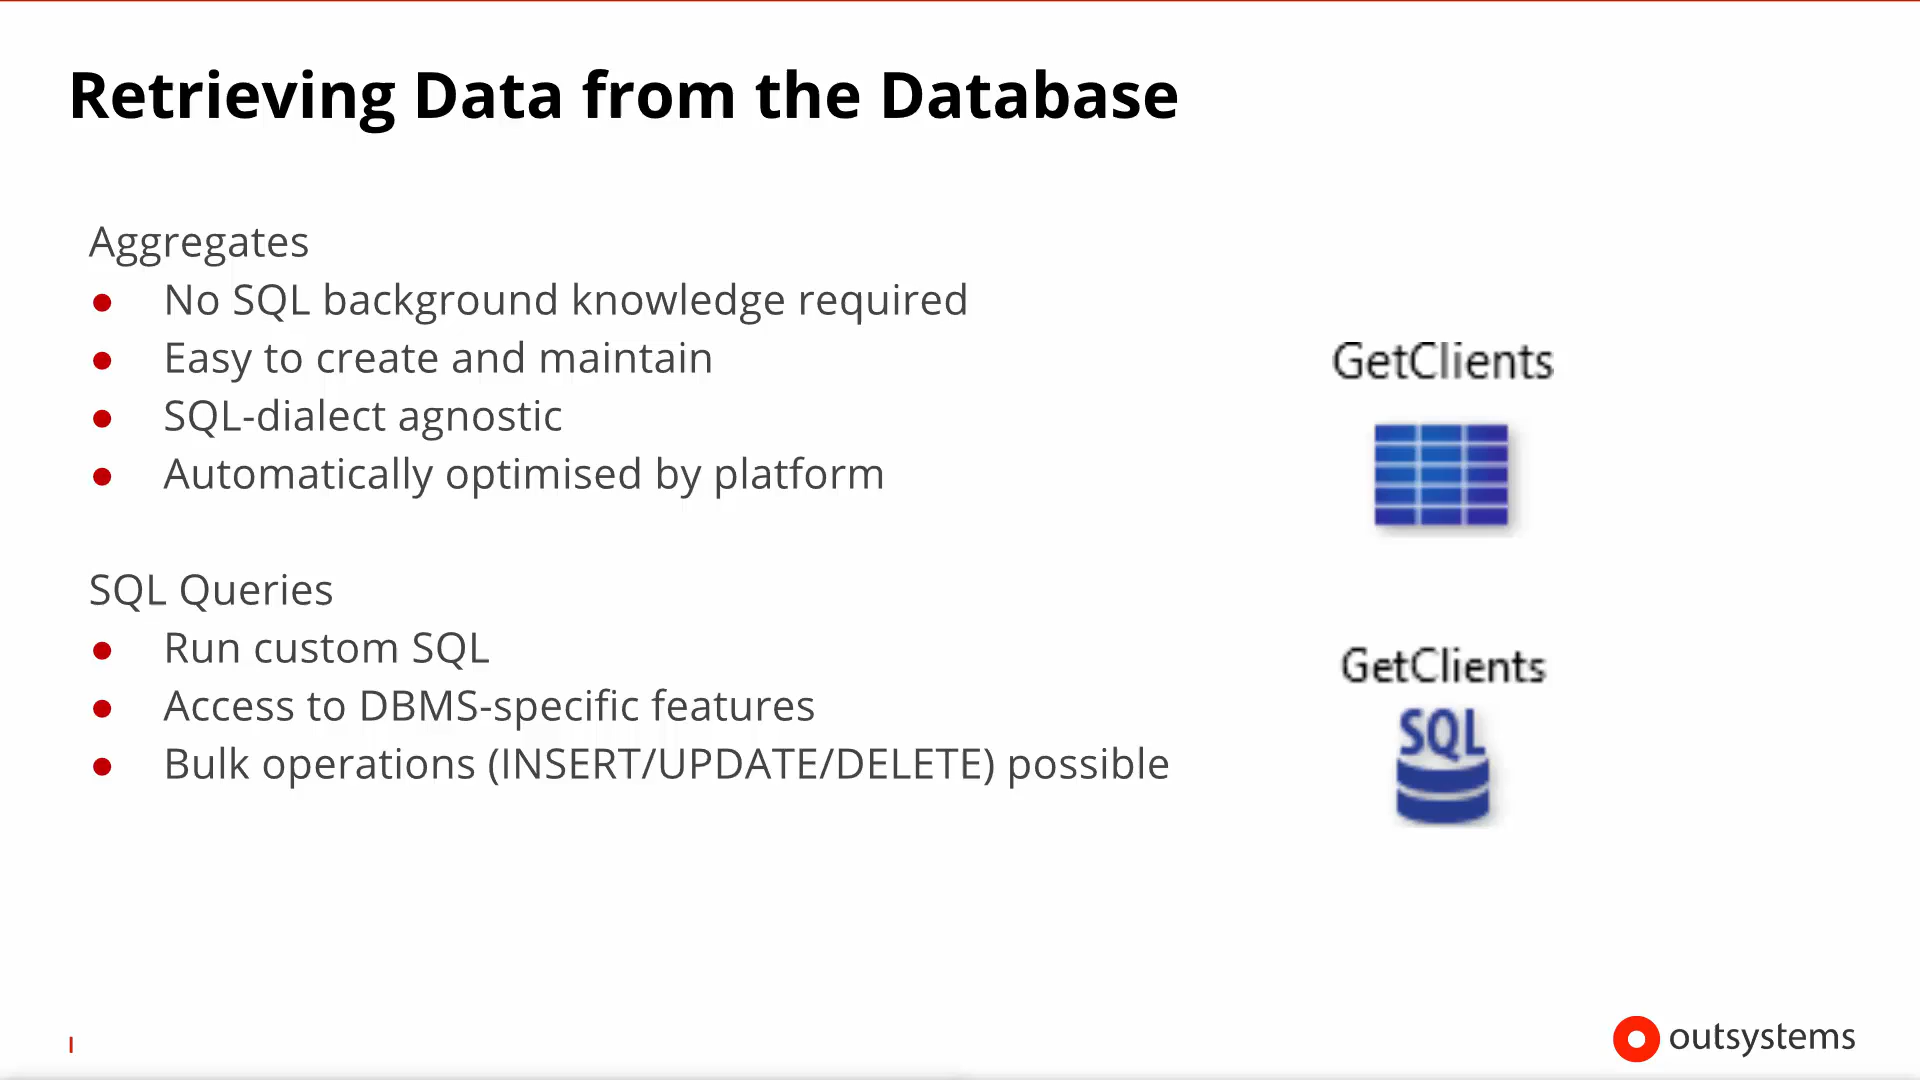 Retrieving Data from the Database
Aggregates
● No SQL background knowledge required
● Easy to create and maintain
● SQL-dialect agnostic
● Automatically optimised by platform
GetClients
SQL Queries
● Run custom SQL
● Access to DBMS-specific features
● Bulk operations (INSERT/UPDATE/DELETE) possible
GetClients
SQL
I
outsystems